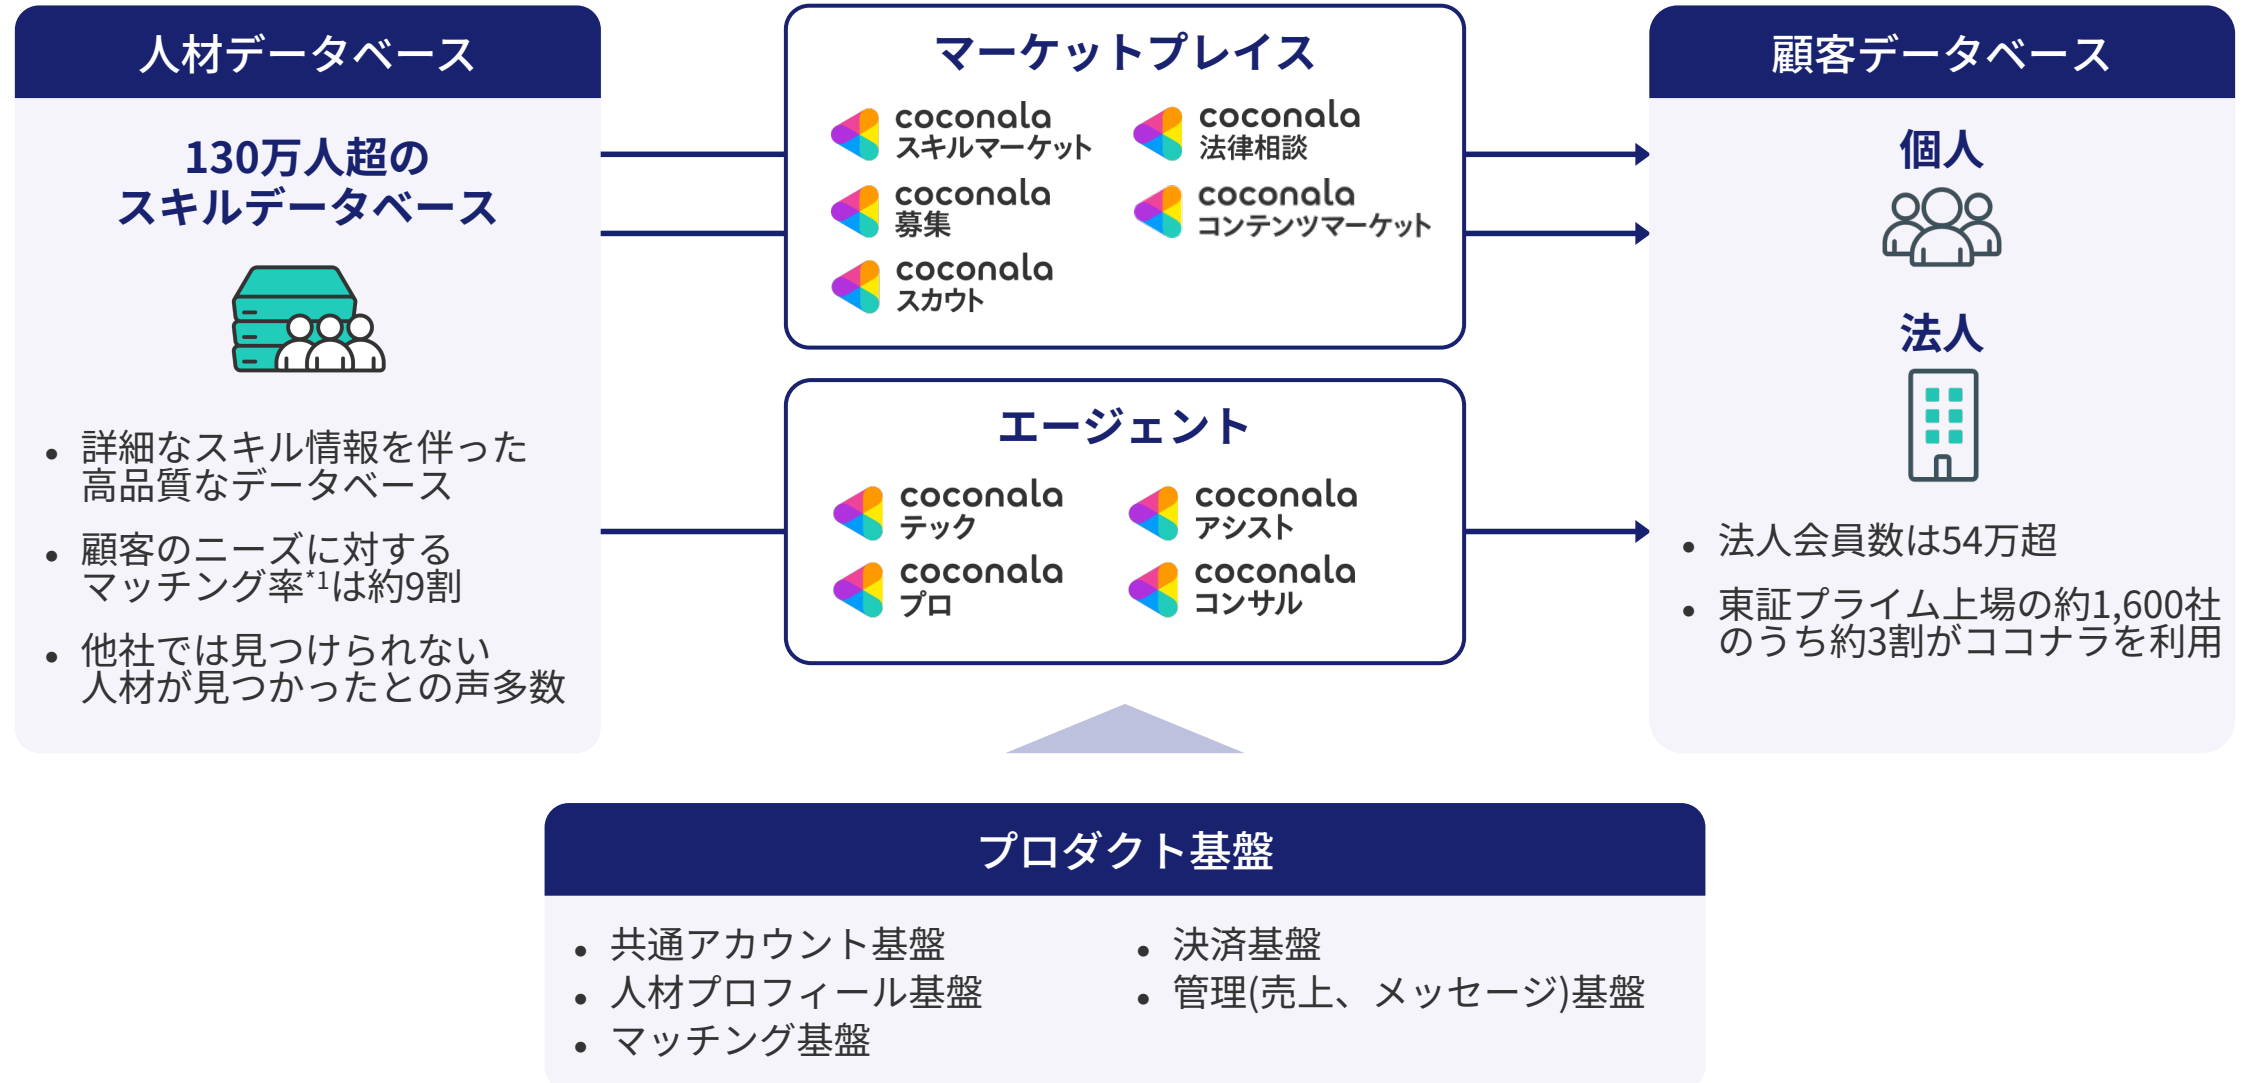 人材データベース
130万人超の
スキルデータベース
・詳細なスキル情報を伴った
高品質なデータベース
・顧客のニーズに対する
マッチング率*1は約9割
・他社では見つけられない
人材が見つかったとの声多数
マーケットプレイス
coconala
スキルマーケット
coconala
法律相談
coconala
募集
coconala
コンテンツマーケット
coconala
スカウト
エージェント
coconala
テック
coconala
アシスト
coconala
プロ
coconala
コンサル
顧客データベース
個人
法人
・法人会員数は54万超
・東証プライム上場の約1,600社
のうち約3割がココナラを利用
プロダクト基盤
・共通アカウント基盤
・人材プロフィール基盤
・マッチング基盤
・決済基盤
・管理(売上、メッセージ)基盤